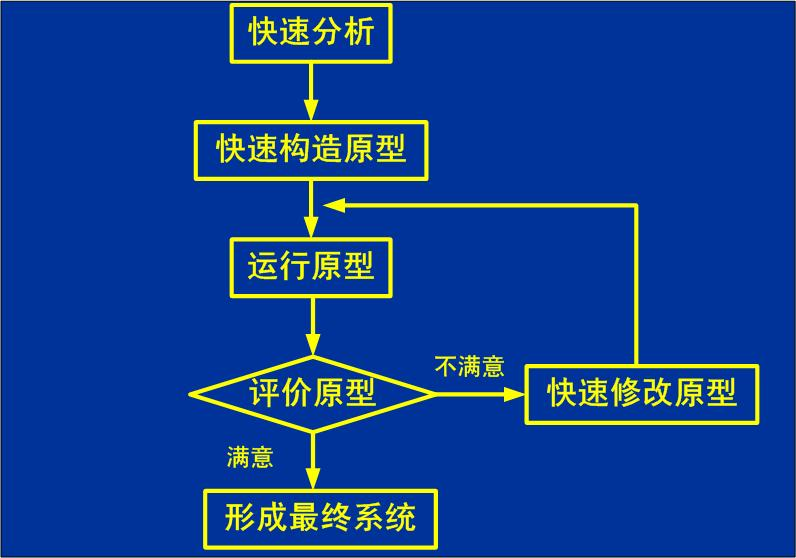 快速分析
快速构造原型
运行原型
评价原型
不满意
快速修改原型
满意
形成最终系统